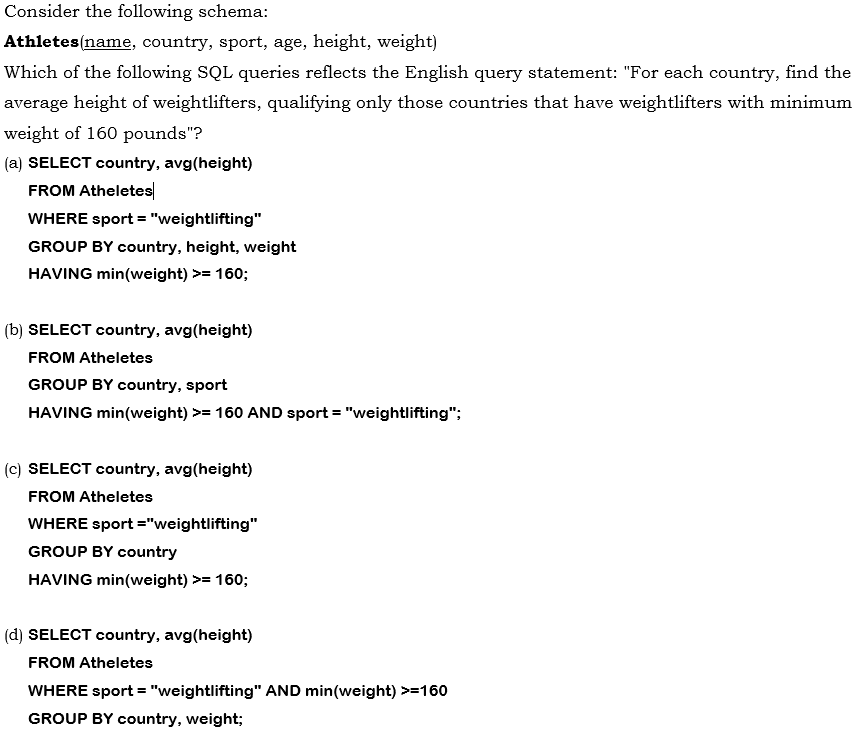 Consider the following schema:
Athletes(name, country, sport, age, height, weight)
Which of the following SQL queries reflects the English query statement: "For each country, find the
average height of weightlifters, qualifying only those countries that have weightlifters with minimum
weight of 160 pounds"?
(a) SELECT country, avg(height)
FROM Atheletes
WHERE sport = "weightlifting"
GROUP BY country, height, weight
HAVING min(weight) >= 160;
(b) SELECT country, avg(height)
FROM Atheletes
GROUP BY country, sport
HAVING min(weight) >= 160 AND sport = "weightlifting";
(c) SELECT country, avg(height)
FROM Atheletes
WHERE sport ="weightlifting"
GROUP BY country
HAVING min(weight) >= 160;
(d) SELECT country, avg(height)
FROM Atheletes
WHERE sport = "weightlifting" AND min(weight) >=160
GROUP BY country, weight;